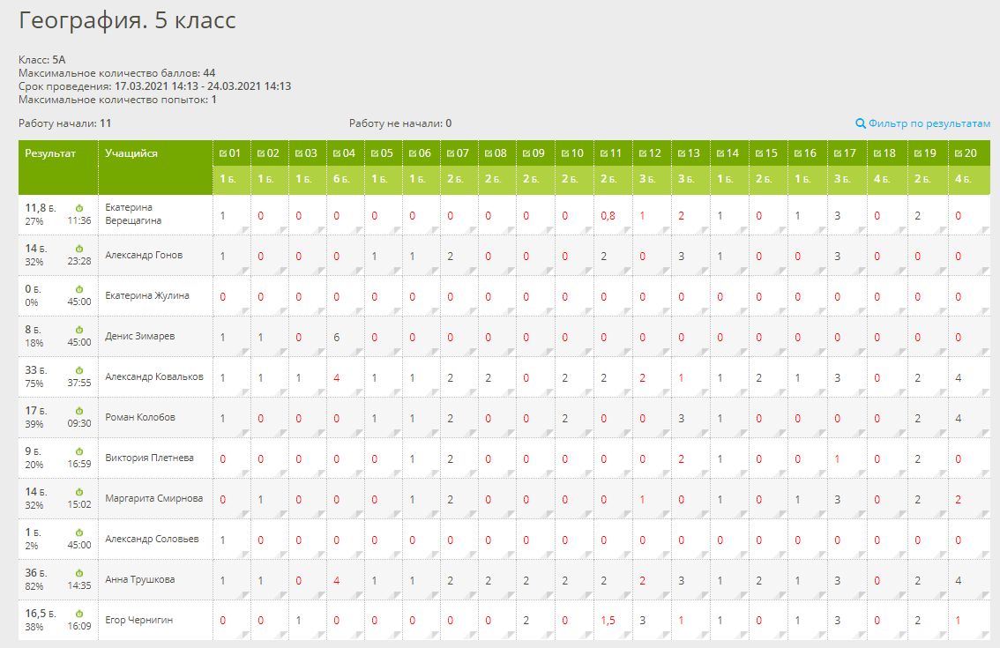 География. 5 класс
Класс: 5А
Максимальное количество баллов: 44
Срок проведения: 17.03.2021 14:13 - 24.03.2021 14:13
Максимальное количество попыток: 1
Работу начали: 11 Работу не начали: 0 Фильтр по результатам
Результат Учащийся 01 02 03 04 05 06 07 08 09 10 11 12 13 14 15 16 17 18 19 20
1 Б. 1 Б. 1 Б. 6 Б. 1 Б. 1 Б. 2 Б. 2 Б. 2 Б. 2 Б. 2 Б. 3 Б. 3 Б. 1 Б. 2 Б. 1 Б. 3 Б. 4 Б. 2 Б. 4 Б.
11,8 Б. 27% 11:36 Екатерина Верещагина 1 0 0 0 0 0 0 0 0 0 0,8 1 2 1 0 1 3 0 2 0
14 Б. 32% 23:28 Александр Гонов 1 0 0 0 1 1 2 0 0 0 2 0 3 1 0 0 3 0 0 0
0 Б. 0% 45:00 Екатерина Жулина 0 0 0 0 0 0 0 0 0 0 0 0 0 0 0 0 0 0 0 0
8 Б. 18% 45:00 Денис Зимарев 1 1 0 6 0 0 0 0 0 0 0 0 0 0 0 0 0 0 0 0
33 Б. 75% 37:55 Александр Ковальков 1 1 1 4 1 1 2 2 0 2 2 2 1 1 2 1 3 0 2 4
17 Б. 39% 09:30 Роман Колобов 1 0 0 0 1 1 2 0 0 2 0 0 3 1 0 0 0 0 2 4
9 Б. 20% 16:59 Виктория Плетнева 0 0 0 0 0 1 2 0 0 0 0 0 2 1 0 0 1 0 2 0
14 Б. 32% 15:02 Маргарита Смирнова 0 1 0 0 0 1 2 0 0 0 0 1 0 1 0 1 3 0 2 2
1 Б. 2% 45:00 Александр Соловьев 1 0 0 0 0 0 0 0 0 0 0 0 0 0 0 0 0 0 0 0
36 Б. 82% 14:35 Анна Трушкова 1 1 0 4 1 1 2 2 2 2 2 2 3 1 2 1 3 0 2 4
16,5 Б. 38% 16:09 Егор Чернигин 0 0 1 0 0 0 0 0 2 0 1,5 3 1 1 0 1 3 0 2 1